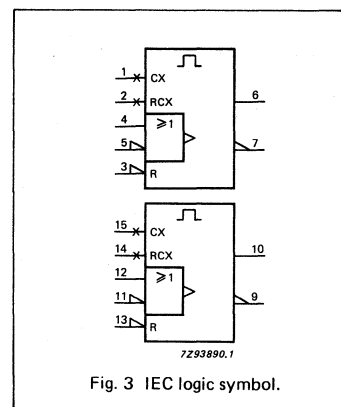 1 CX
2 RCX 6
4 ≥1
5 7
3 R
15 CX
14 RCX 10
12 ≥1
11 9
13 R
7Z93890.1
Fig. 3 IEC logic symbol.